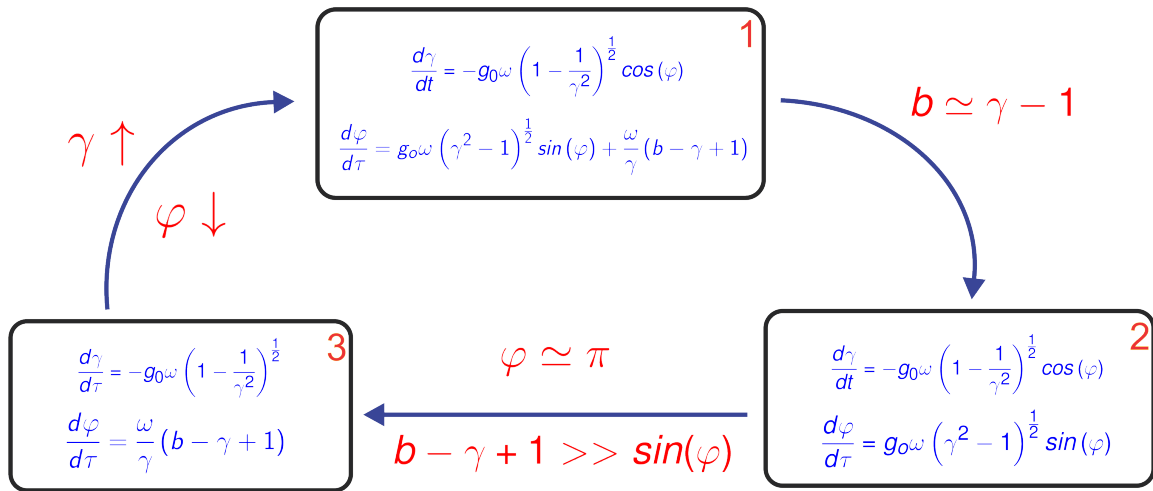 1
dγ/dt = -g₀ω (1 - 1/γ²)^½ cos (φ)
dφ/dτ = gₒω (γ² - 1)^½ sin (φ) + ω/γ (b - γ + 1)
b ≃ γ - 1
γ ↑
φ ↓
2
dγ/dt = -g₀ω (1 - 1/γ²)^½ cos (φ)
dφ/dτ = gₒω (γ² - 1)^½ sin (φ)
φ ≃ π
b - γ + 1 >> sin(φ)
3
dγ/dτ = -g₀ω (1 - 1/γ²)^½
dφ/dτ = ω/γ (b - γ + 1)